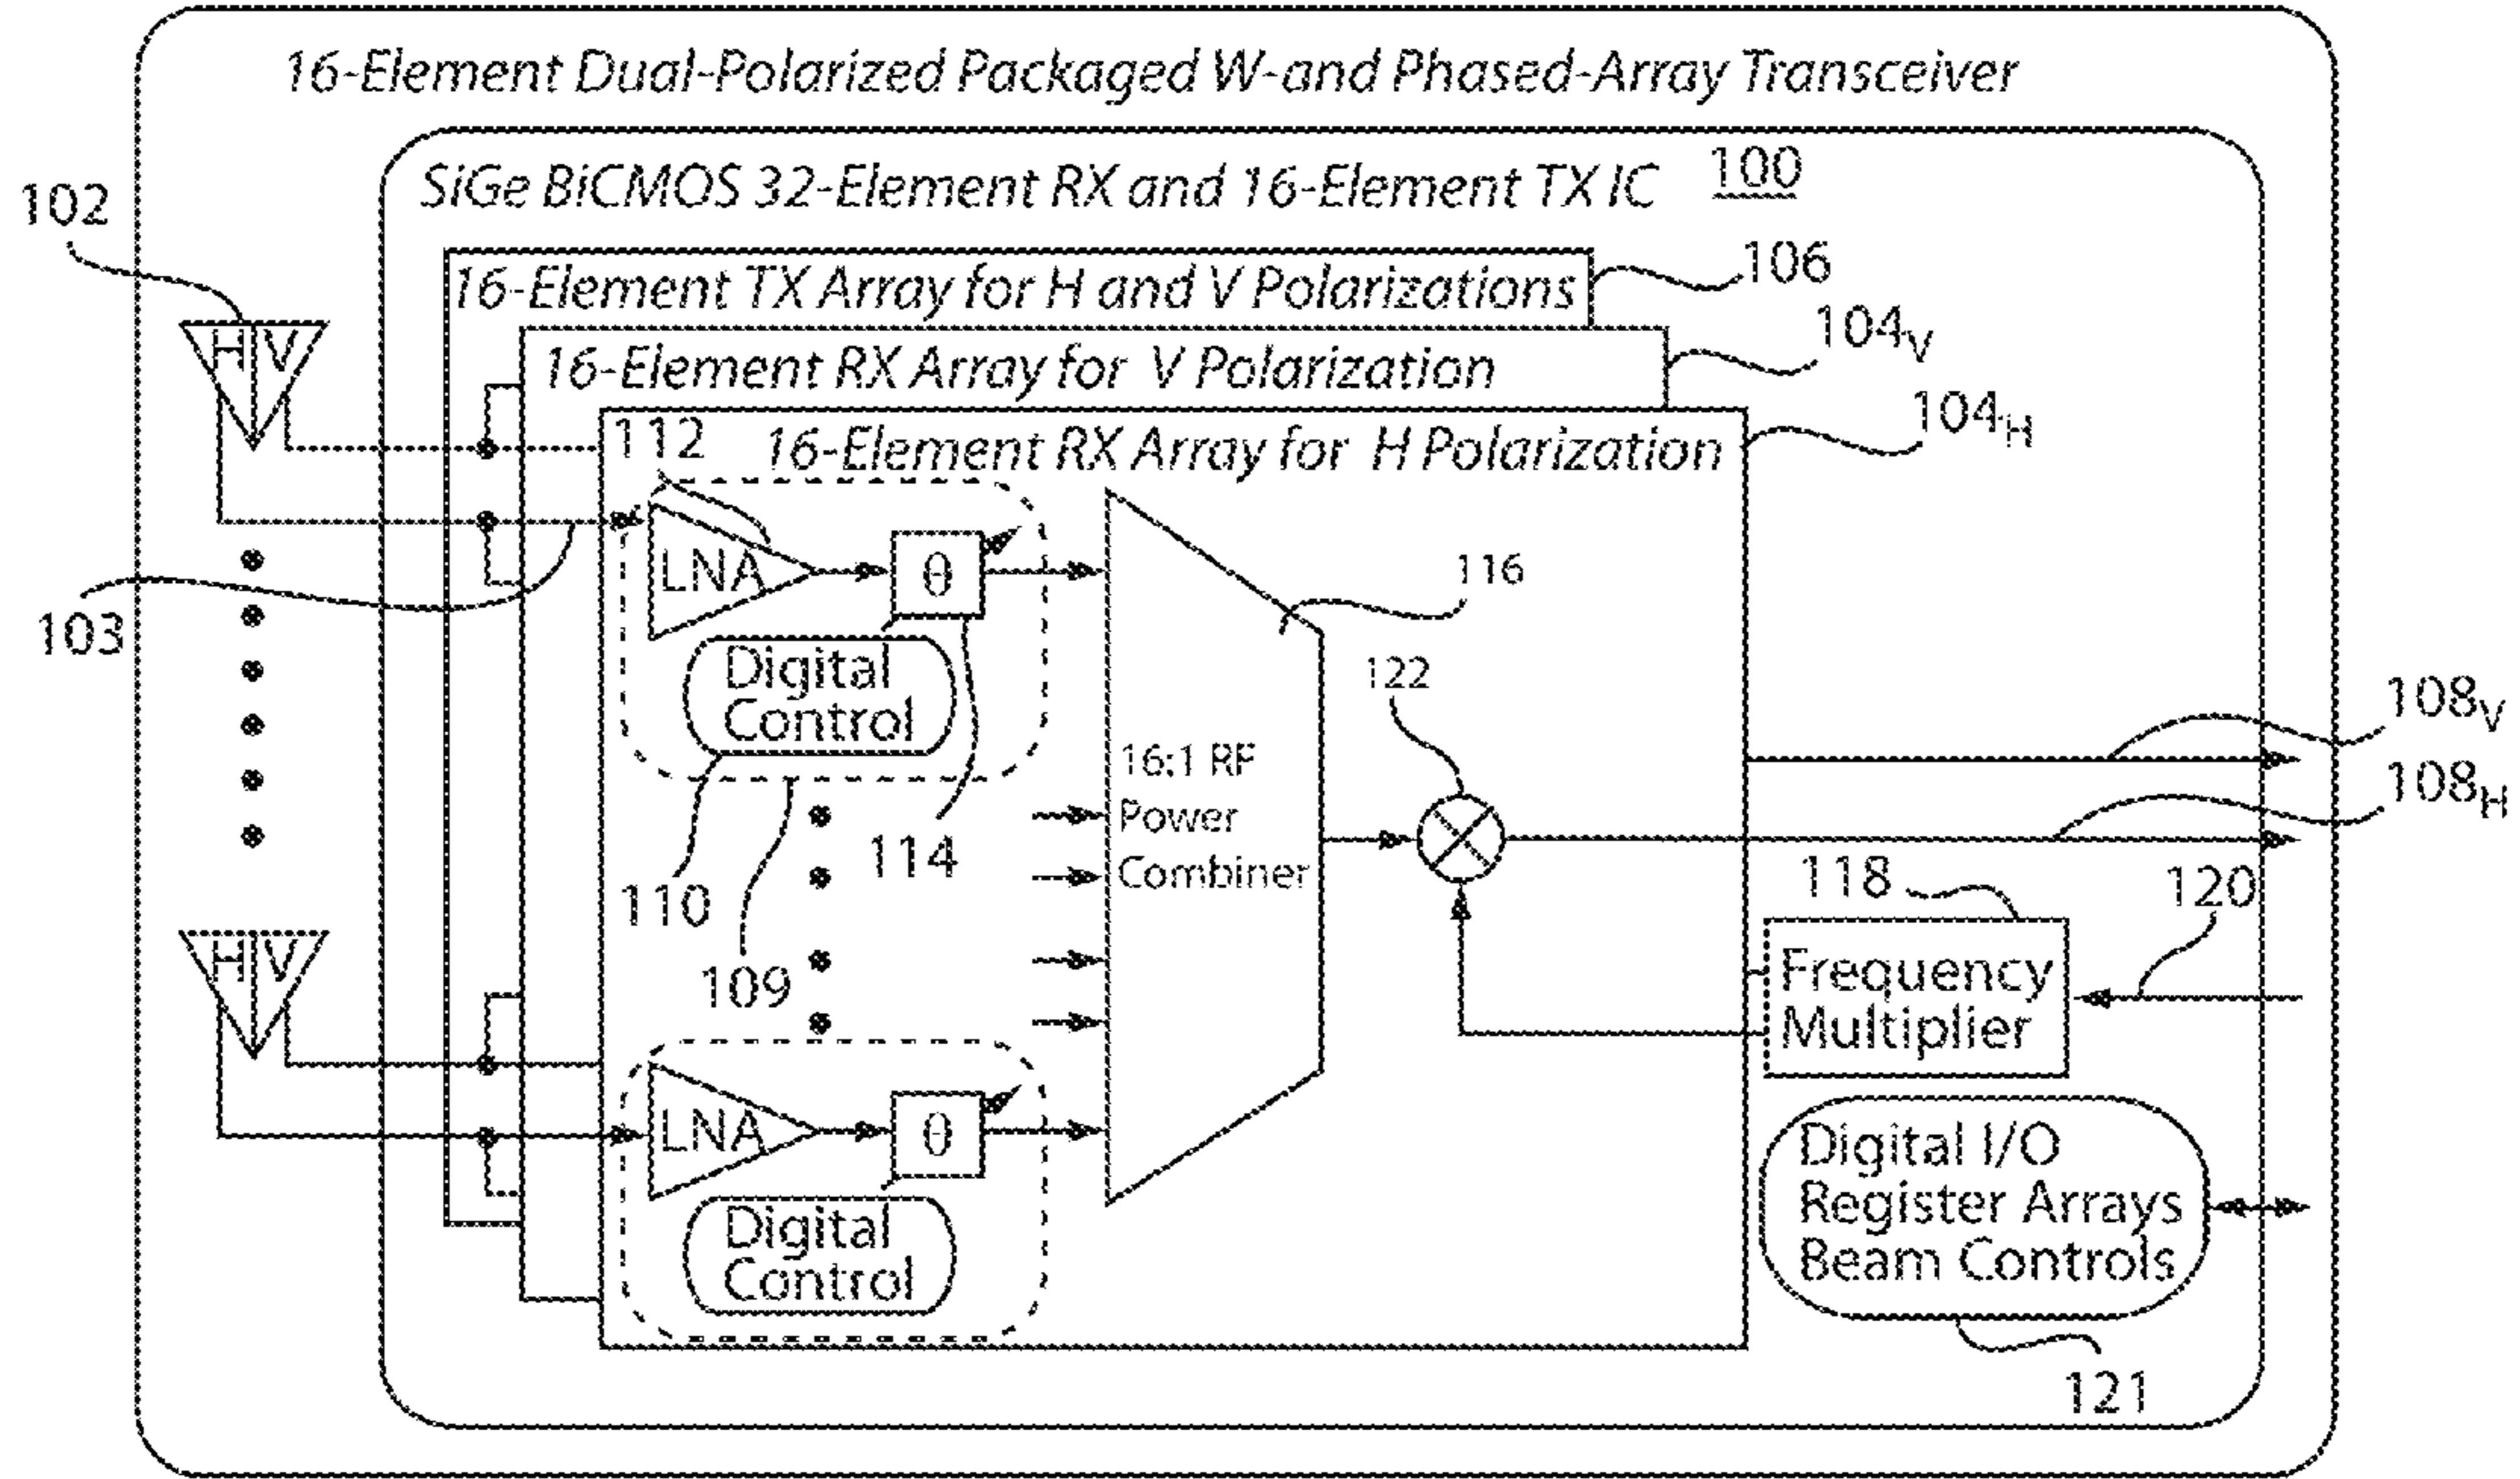 16-Element Dual-Polarized Packaged W-and Phased-Array Transceiver
SiGe BiCMOS 32-Element RX and 16-Element TX IC 100
102
16-Element TX Array for H and V Polarizations 106
104V
H V
16-Element RX Array for V Polarization
104H
112 16-Element RX Array for H Polarization
LNA θ
116
103
Digital
Control
122
108V
16:1 RF
Power
Combiner
108H
114
110
118
120
109
H V
Frequency
Multiplier
LNA θ
Digital I/O
Register Arrays
Beam Controls
Digital
Control
121